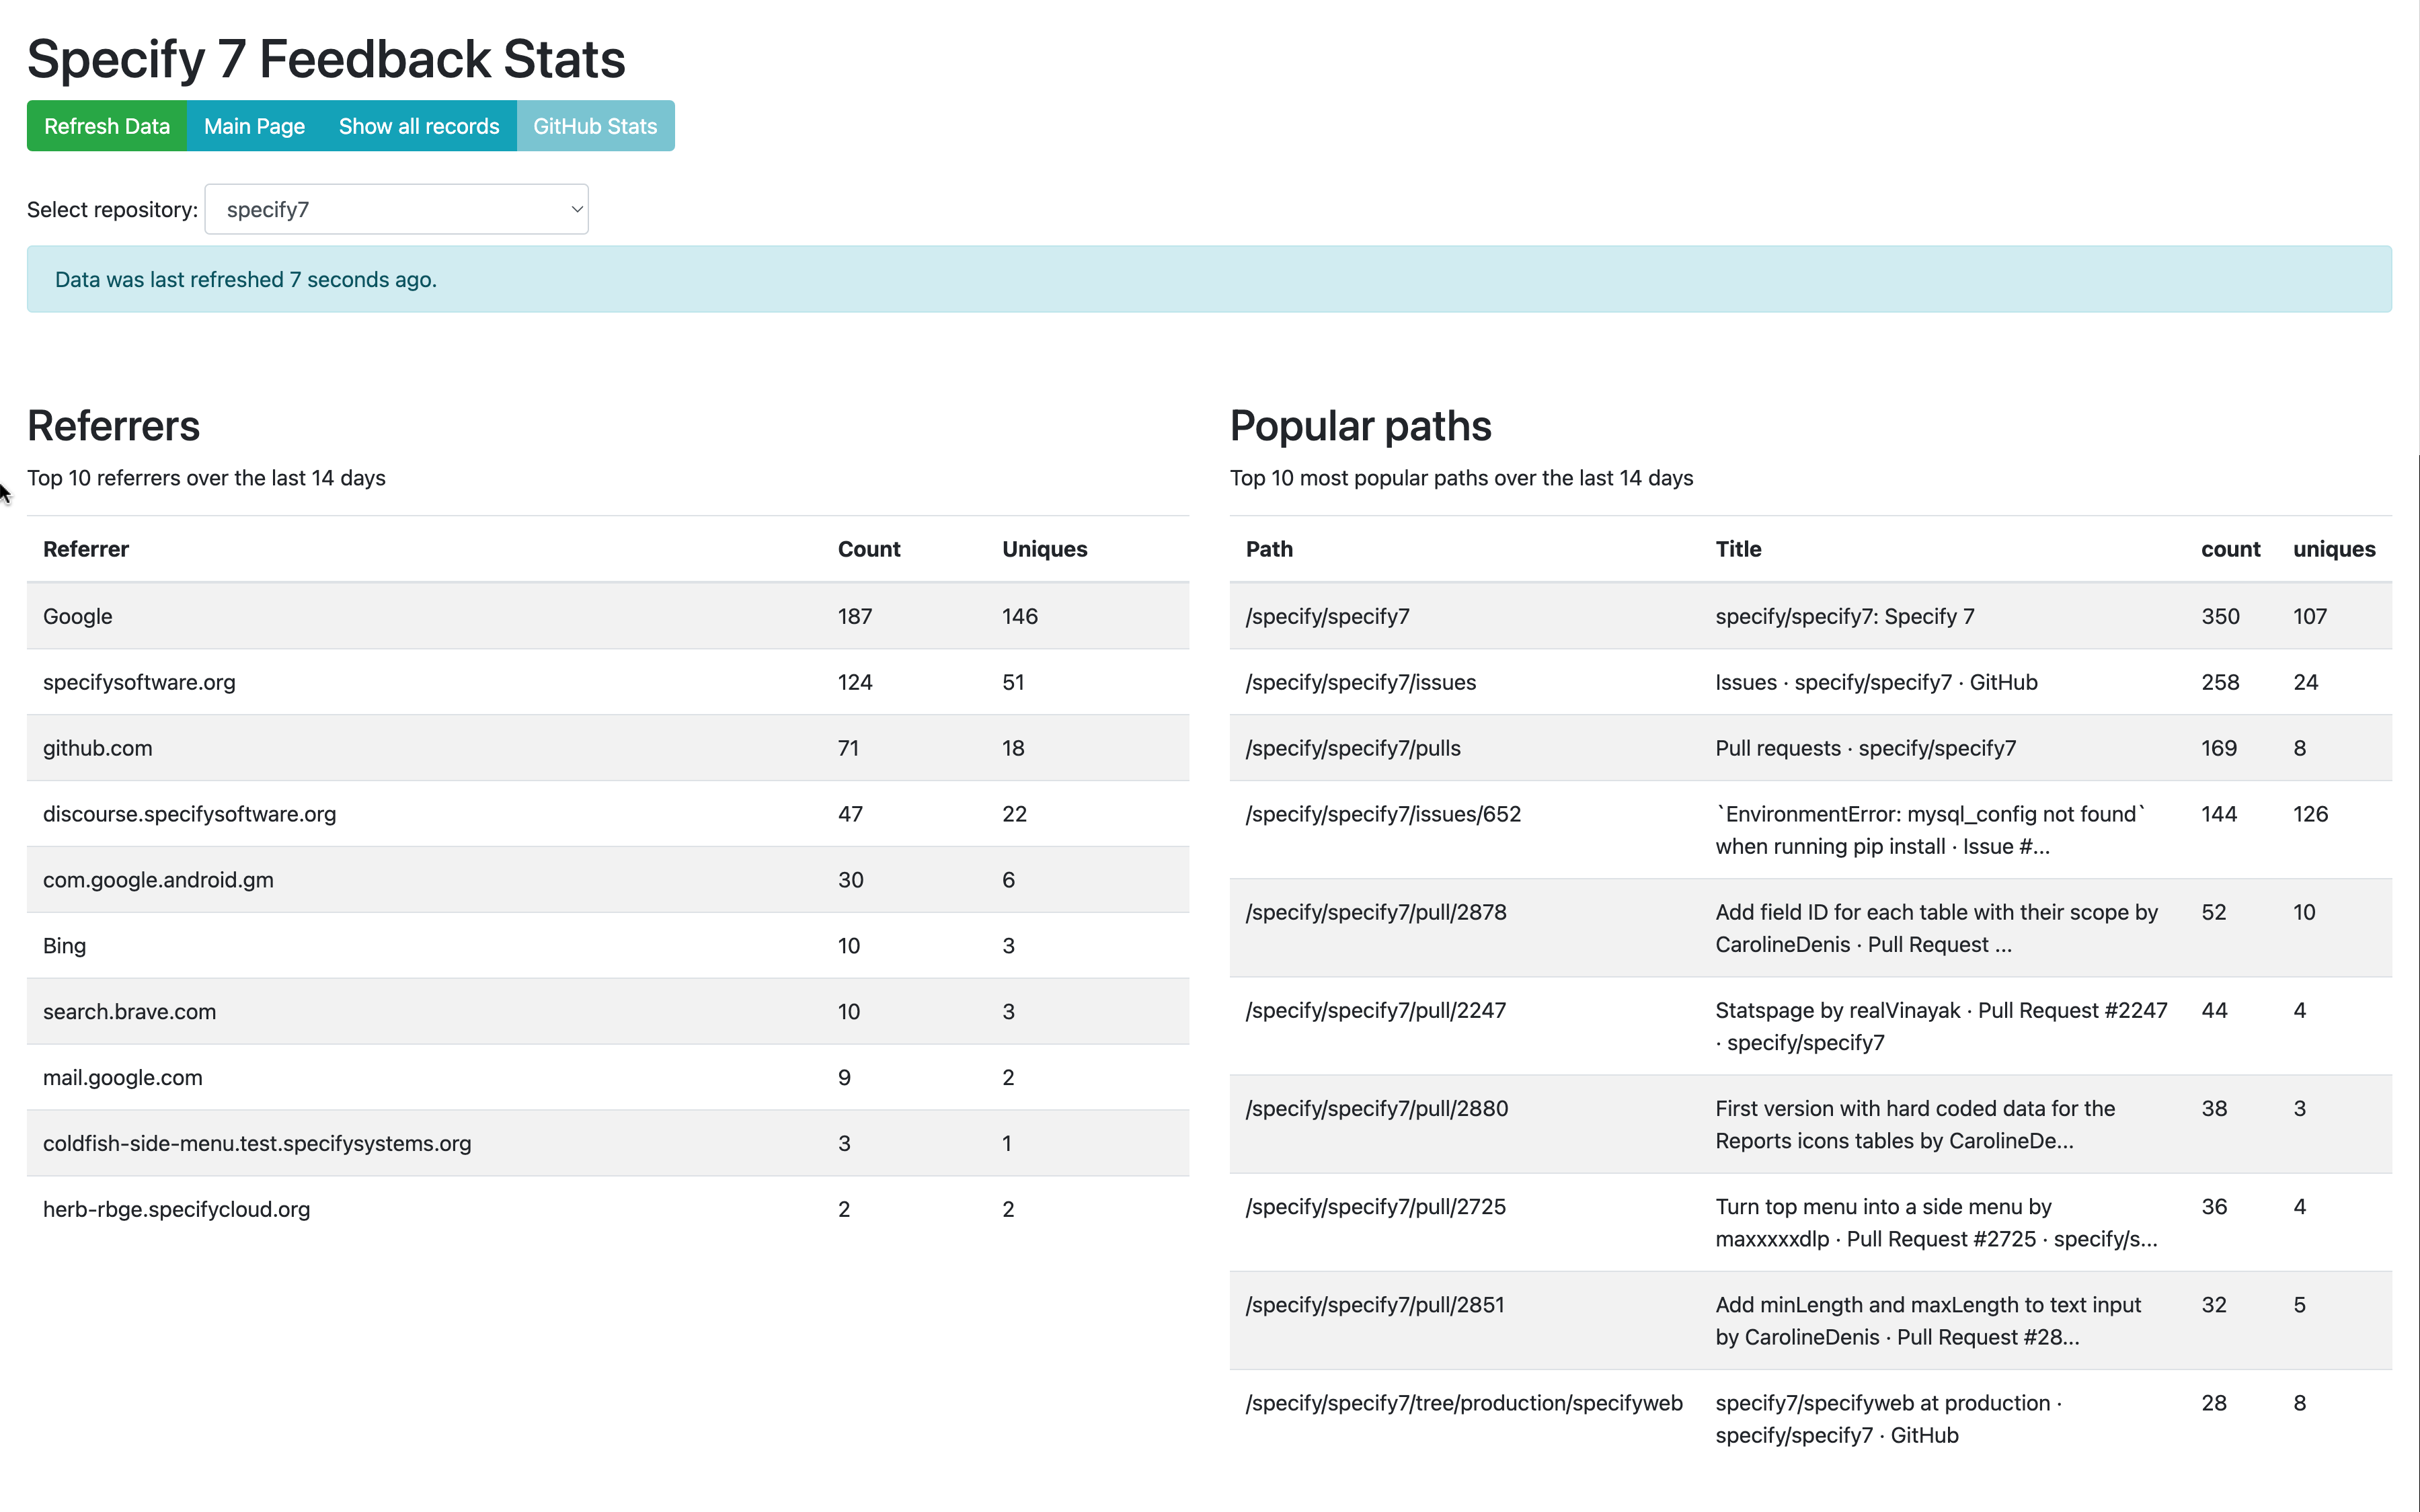 Specify 7 Feedback Stats
Refresh Data Main Page Show all records GitHub Stats
Select repository: specify7
Data was last refreshed 7 seconds ago.
Referrers
Top 10 referrers over the last 14 days
Referrer Count Uniques
Google 187 146
specifysoftware.org 124 51
github.com 71 18
discourse.specifysoftware.org 47 22
com.google.android.gm 30 6
Bing 10 3
search.brave.com 10 3
mail.google.com 9 2
coldfish-side-menu.test.specifysystems.org 3 1
herb-rbge.specifycloud.org 2 2
Popular paths
Top 10 most popular paths over the last 14 days
Path Title count uniques
/specify/specify7 specify/specify7: Specify 7 350 107
/specify/specify7/issues Issues · specify/specify7 · GitHub 258 24
/specify/specify7/pulls Pull requests · specify/specify7 169 8
/specify/specify7/issues/652 `EnvironmentError: mysql_config not found` 144 126
when running pip install · Issue #...
/specify/specify7/pull/2878 Add field ID for each table with their scope by 52 10
CarolineDenis · Pull Request ...
/specify/specify7/pull/2247 Statspage by realVinayak · Pull Request #2247 44 4
· specify/specify7
/specify/specify7/pull/2880 First version with hard coded data for the 38 3
Reports icons tables by CarolineDe...
/specify/specify7/pull/2725 Turn top menu into a side menu by 36 4
maxxxxxdlp · Pull Request #2725 · specify/s...
/specify/specify7/pull/2851 Add minLength and maxLength to text input 32 5
by CarolineDenis · Pull Request #28...
/specify/specify7/tree/production/specifyweb specify7/specifyweb at production · 28 8
specify/specify7 · GitHub